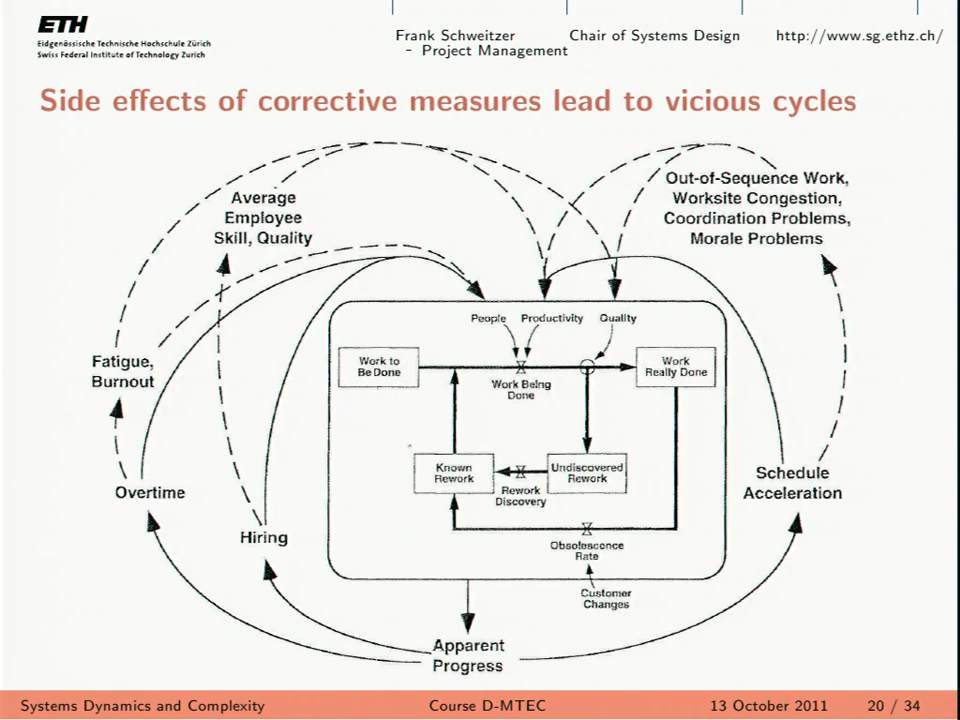 ETH
Eidgenössische Technische Hochschule Zürich
Swiss Federal Institute of Technology Zurich
Frank Schweitzer
- Project Management
Chair of Systems Design
http://www.sg.ethz.ch/
Side effects of corrective measures lead to vicious cycles
Average
Employee
Skill, Quality
Out-of-Sequence Work,
Worksite Congestion,
Coordination Problems,
Morale Problems
People
Productivity
Quality
Fatigue,
Burnout
Work to
Be Done
Work Being
Done
Work
Really Done
Overtime
Known
Rework
Rework
Discovery
Undiscovered
Rework
Schedule
Acceleration
Hiring
Obsolescence
Rate
Customer
Changes
Apparent
Progress
Systems Dynamics and Complexity
Course D-MTEC
13 October 2011
20 / 34